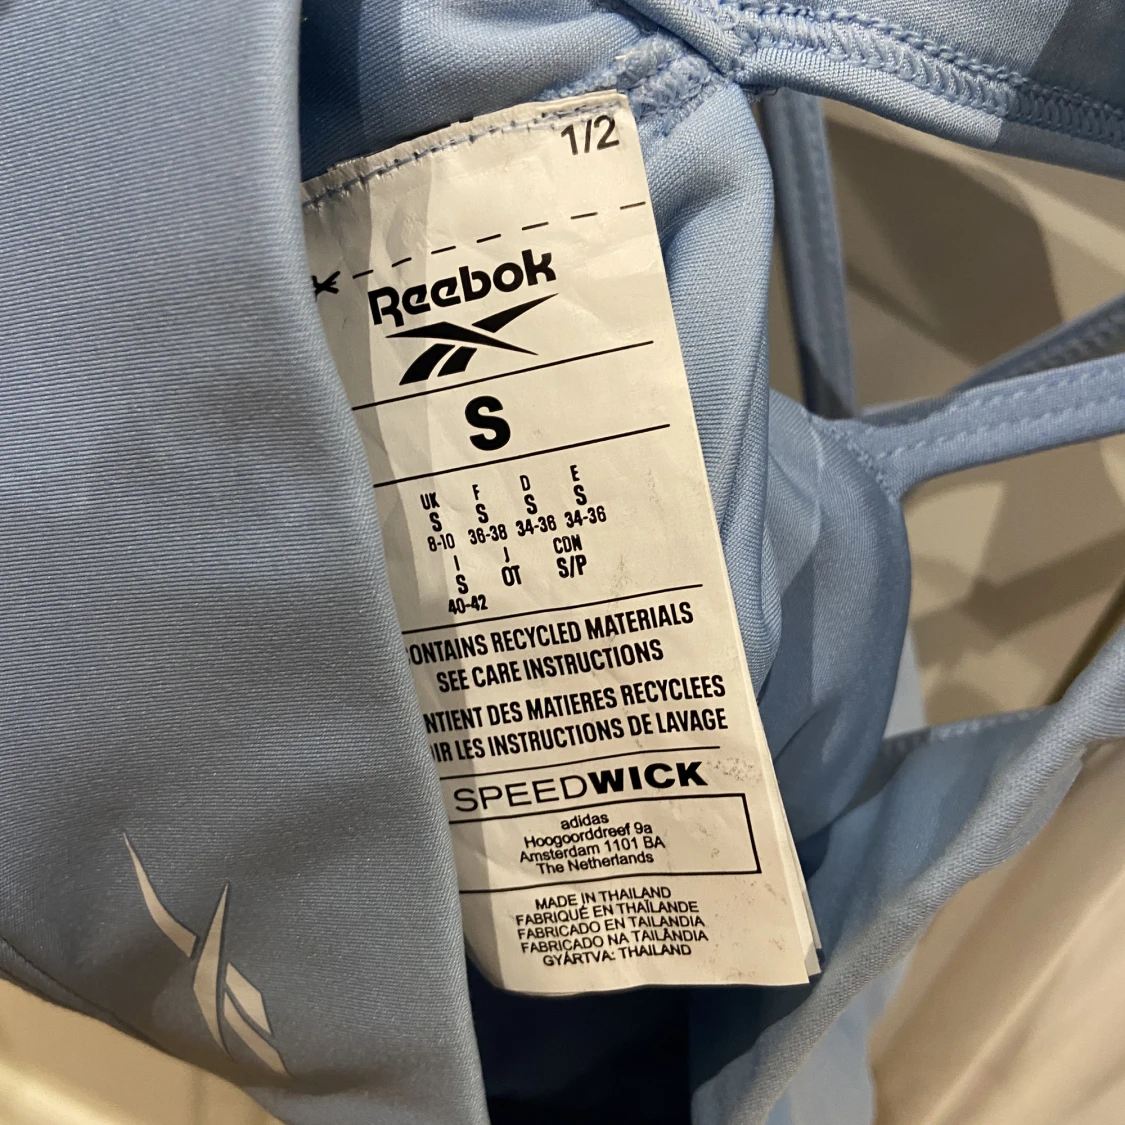 1/2
Reebok
S
UK F D E
S S S S
8-10 36-38 34-36 34-36
I J CDN
S OT S/P
40-42
ONTAINS RECYCLED MATERIALS
SEE CARE INSTRUCTIONS
NTIENT DES MATIERES RECYCLEES
IR LES INSTRUCTIONS DE LAVAGE
SPEEDWICK
adidas
Hoogoorddreef 9a
Amsterdam 1101 BA
The Netherlands
MADE IN THAILAND
FABRIQUÉ EN THAÏLANDE
FABRICADO EN TAILANDIA
FABRICADO NA TAILÂNDIA
GYÁRTVA: THAILAND